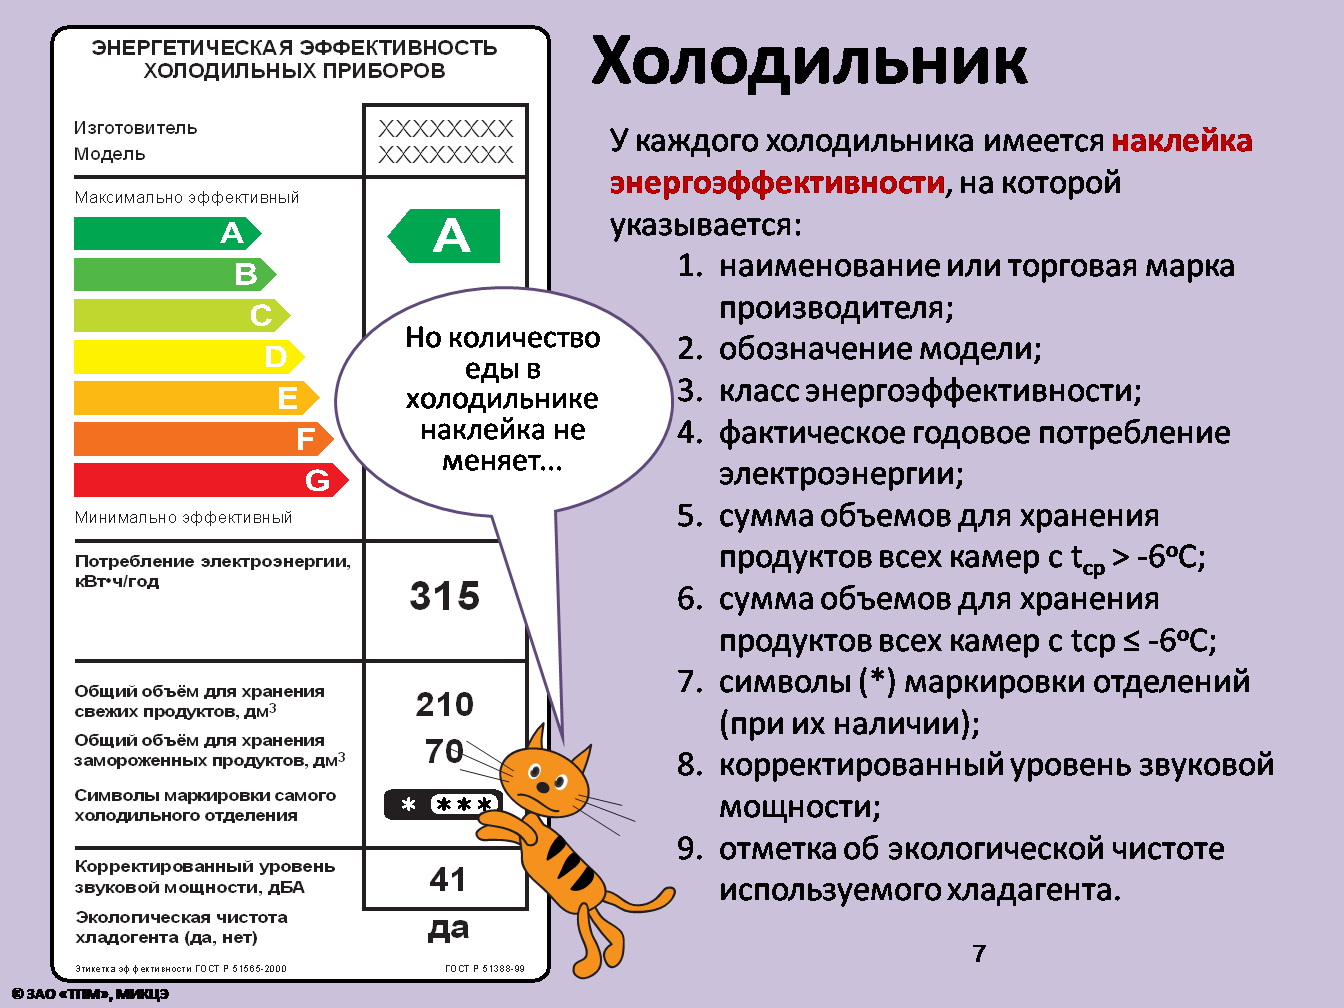 ЭНЕРГЕТИЧЕСКАЯ ЭФФЕКТИВНОСТЬ
ХОЛОДИЛЬНЫХ ПРИБОРОВ
Изготовитель XXXXXXXX
Модель XXXXXXXX
Максимально эффективный
A A
B
C
D
E
F
G
Минимально эффективный
Потребление электроэнергии,
кВт•ч/год
315
Общий объём для хранения
свежих продуктов, дм³
210
Общий объём для хранения
замороженных продуктов, дм³
70
Символы маркировки самого
холодильного отделения
* ***
Корректированный уровень
звуковой мощности, дБА
41
Экологическая чистота
хладогента (да, нет)
да
Этикетка эффективности ГОСТ Р 51565-2000 ГОСТ Р 51388-99
Но количество
еды в
холодильнике
наклейка не
меняет...
Холодильник
У каждого холодильника имеется наклейка
энергоэффективности, на которой
указывается:
1. наименование или торговая марка
производителя;
2. обозначение модели;
3. класс энергоэффективности;
4. фактическое годовое потребление
электроэнергии;
5. сумма объемов для хранения
продуктов всех камер с tср > -6ºС;
6. сумма объемов для хранения
продуктов всех камер с tср ≤ -6ºС;
7. символы (*) маркировки отделений
(при их наличии);
8. корректированный уровень звуковой
мощности;
9. отметка об экологической чистоте
используемого хладагента.
7
© ЗАО «ТПМ», МИКЦЭ